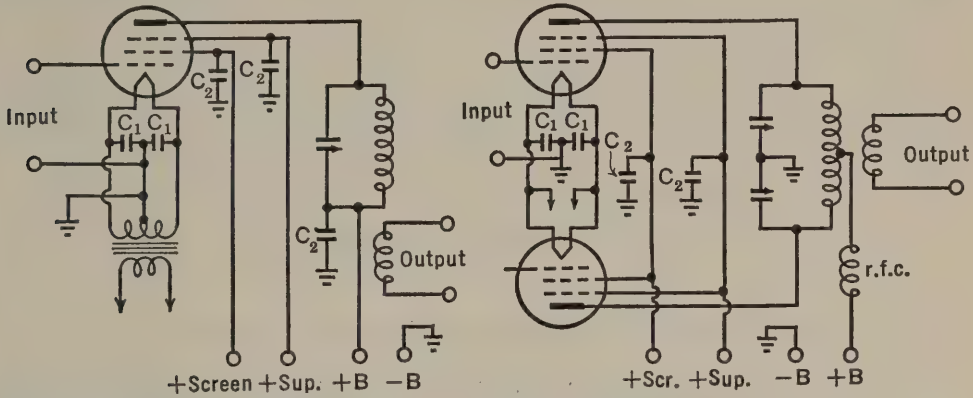 C2
C2
Input
C1 C1
C2
Output
+Screen +Sup. +B -B
Input
C1 C1
C2
C2
Output
r.f.c.
+Scr. +Sup. -B +B